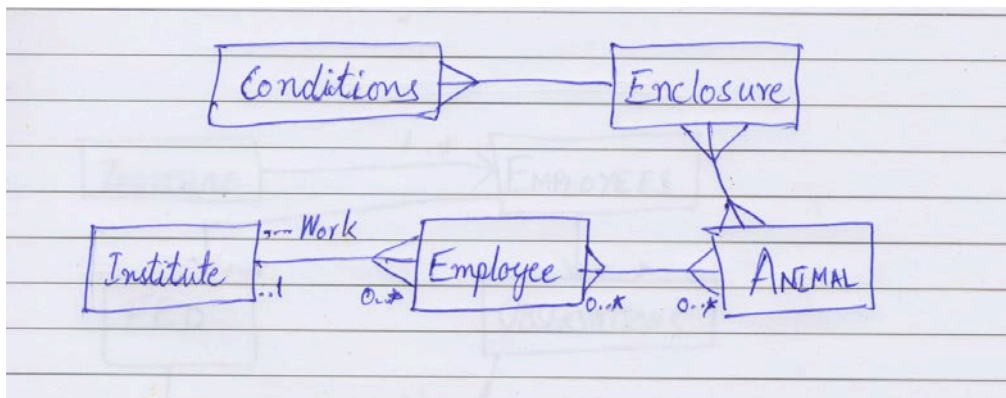 Conditions Enclosure
,--- Work
Institute Employee ANIMAL
..1 0..* 0..* 0..*